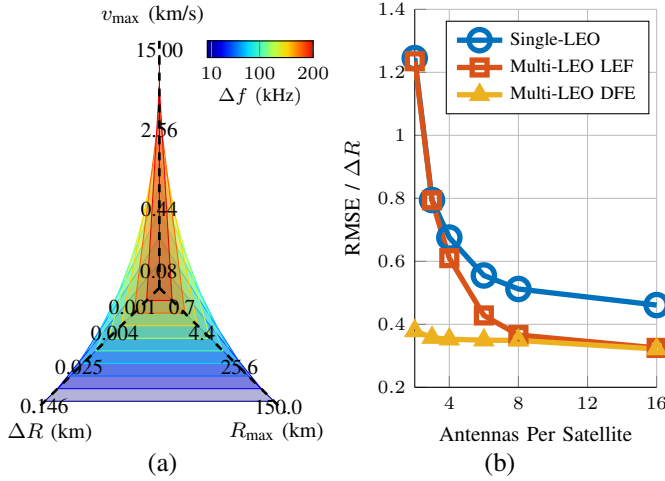 v_max (km/s)
15.00
2.56
0.44
0.08
0.001
0.7
0.004
4.4
0.025
25.6
0.146
150.0
ΔR (km)
R_max (km)
10 100 200
Δf (kHz)
(a)
RMSE / ΔR
1.4
1.2
1
0.8
0.6
0.4
0.2
4 8 12 16
Antennas Per Satellite
Single-LEO
Multi-LEO LEF
Multi-LEO DFE
(b)